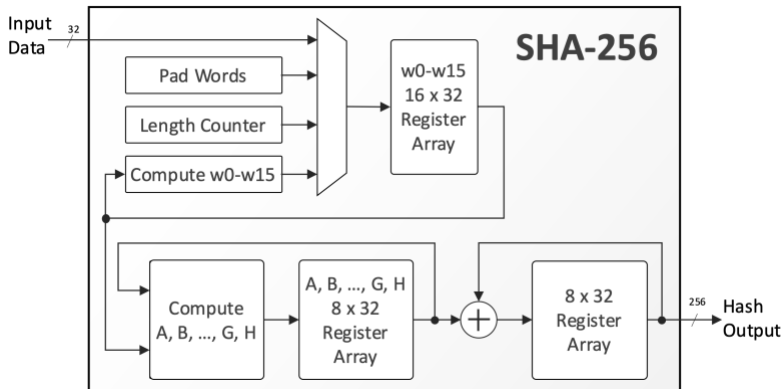 Input
Data
32
SHA-256
Pad Words
Length Counter
Compute w0-w15
w0-w15
16 x 32
Register
Array
Compute
A, B, ..., G, H
A, B, ..., G, H
8 x 32
Register
Array
+
8 x 32
Register
Array
256
Hash
Output